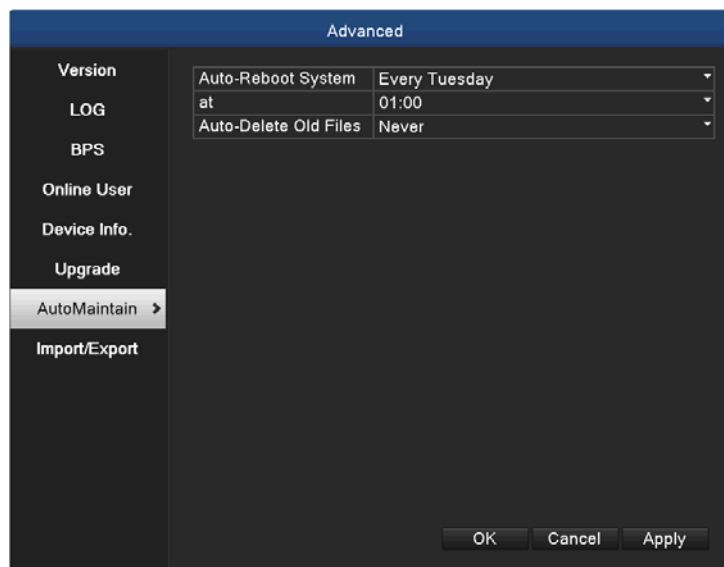 Advanced
Version
LOG
BPS
Online User
Device Info.
Upgrade
AutoMaintain
Import/Export
Auto-Reboot System Every Tuesday
at 01:00
Auto-Delete Old Files Never
OK Cancel Apply